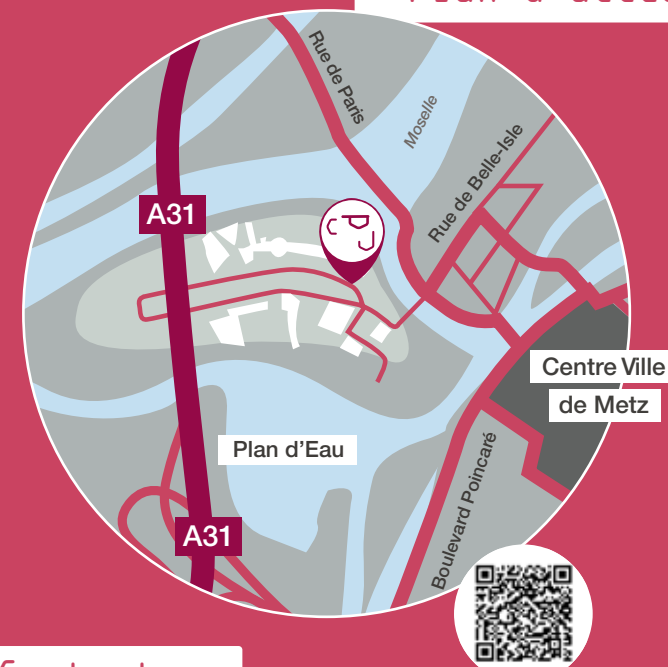 Rue de Paris
Moselle
Rue de Belle-Isle
A31
Centre Ville
de Metz
Plan d'Eau
Boulevard Poincaré
A31